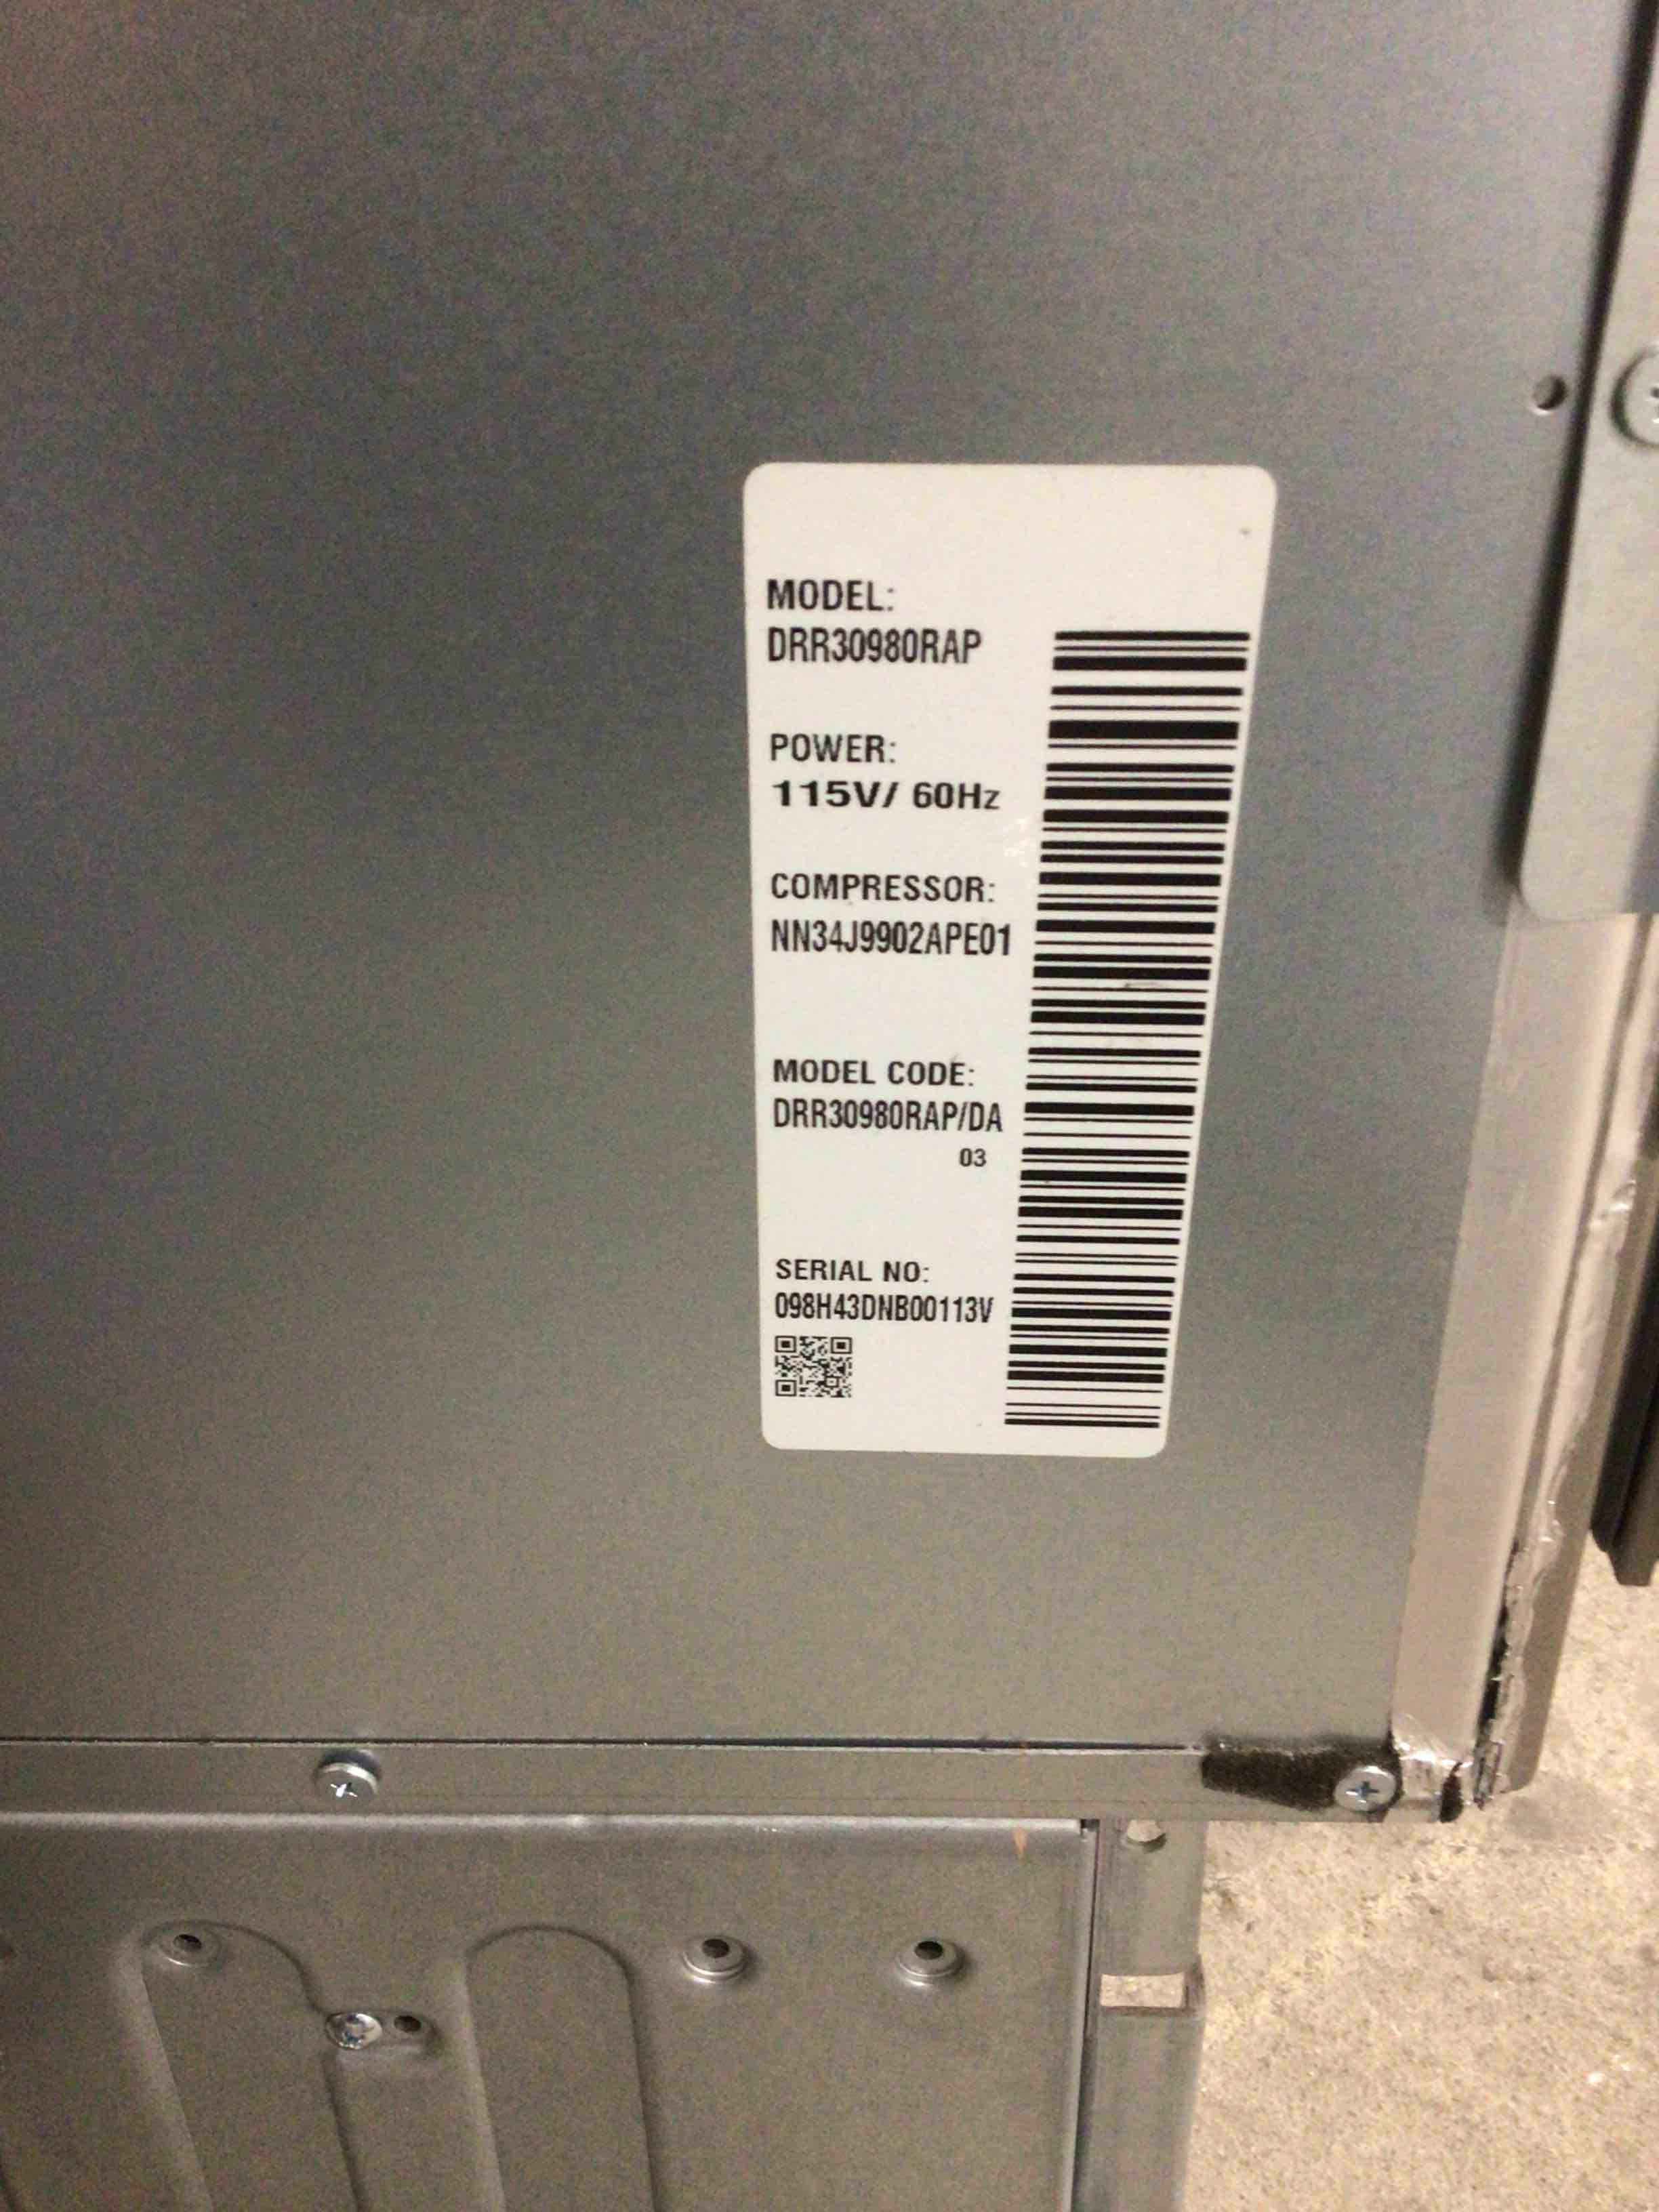 MODEL:
DRR30980RAP
POWER:
115V/ 60Hz
COMPRESSOR:
NN34J9902APE01
MODEL CODE:
DRR30980RAP/DA
03
SERIAL NO:
098H43DNB00113V